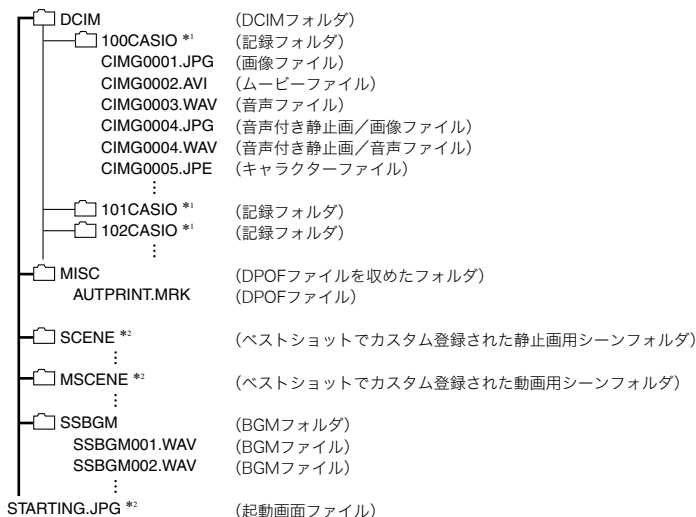 DCIM （DCIMフォルダ）
100CASIO *1 （記録フォルダ）
CIMG0001.JPG （画像ファイル）
CIMG0002.AVI （ムービーファイル）
CIMG0003.WAV （音声ファイル）
CIMG0004.JPG （音声付き静止画／画像ファイル）
CIMG0004.WAV （音声付き静止画／音声ファイル）
CIMG0005.JPE （キャラクターファイル）
⋮
101CASIO *1 （記録フォルダ）
102CASIO *1 （記録フォルダ）
⋮
MISC （DPOFファイルを収めたフォルダ）
AUTPRINT.MRK （DPOFファイル）
SCENE *2 （ベストショットでカスタム登録された静止画用シーンフォルダ）
⋮
MSCENE *2 （ベストショットでカスタム登録された動画用シーンフォルダ）
⋮
SSBGM （BGMフォルダ）
SSBGM001.WAV （BGMファイル）
SSBGM002.WAV （BGMファイル）
⋮
STARTING.JPG *2 （起動画面ファイル）